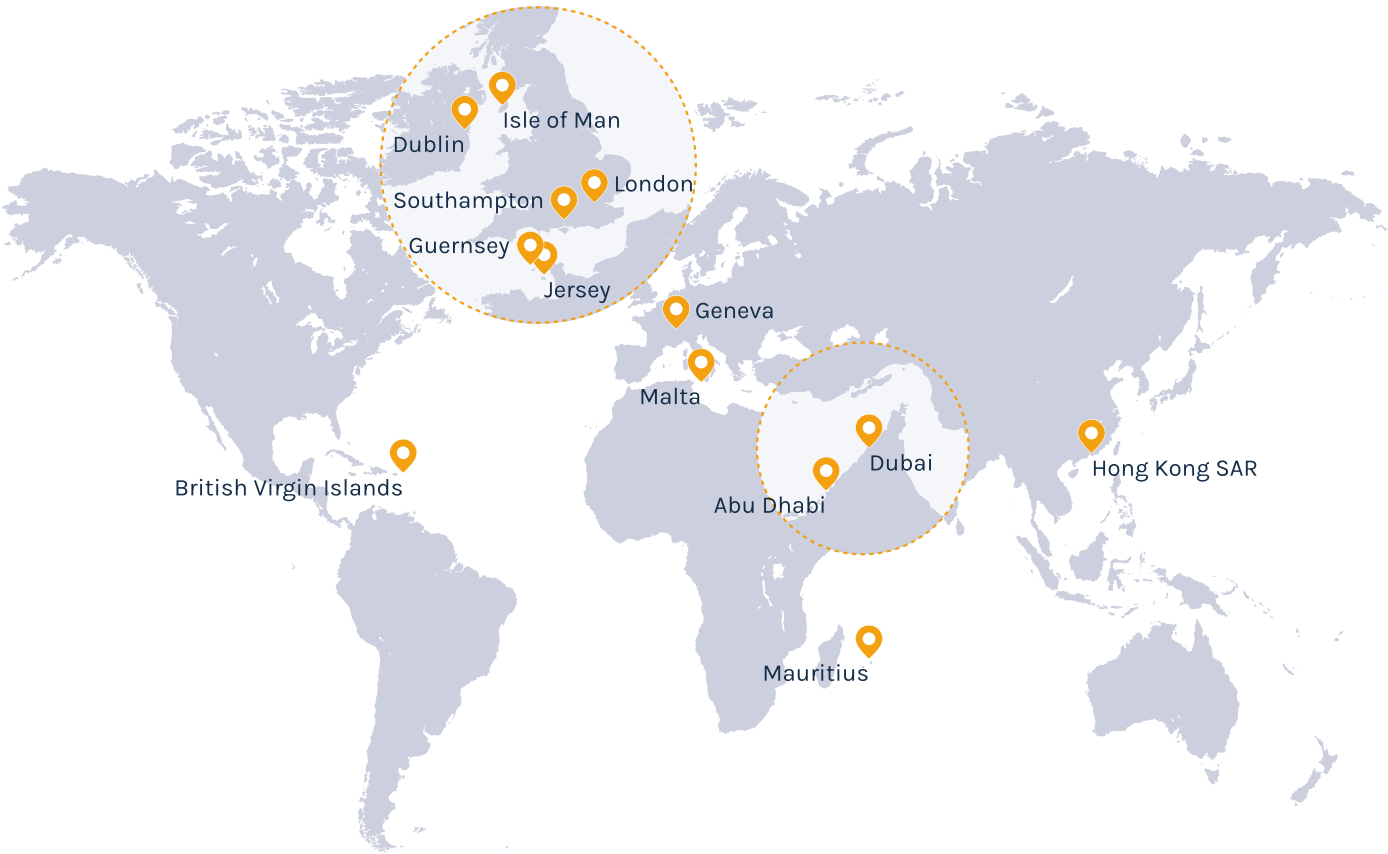 Isle of Man
Dublin
London
Southampton
Guernsey
Jersey
Geneva
Malta
Dubai
Hong Kong SAR
British Virgin Islands
Abu Dhabi
Mauritius